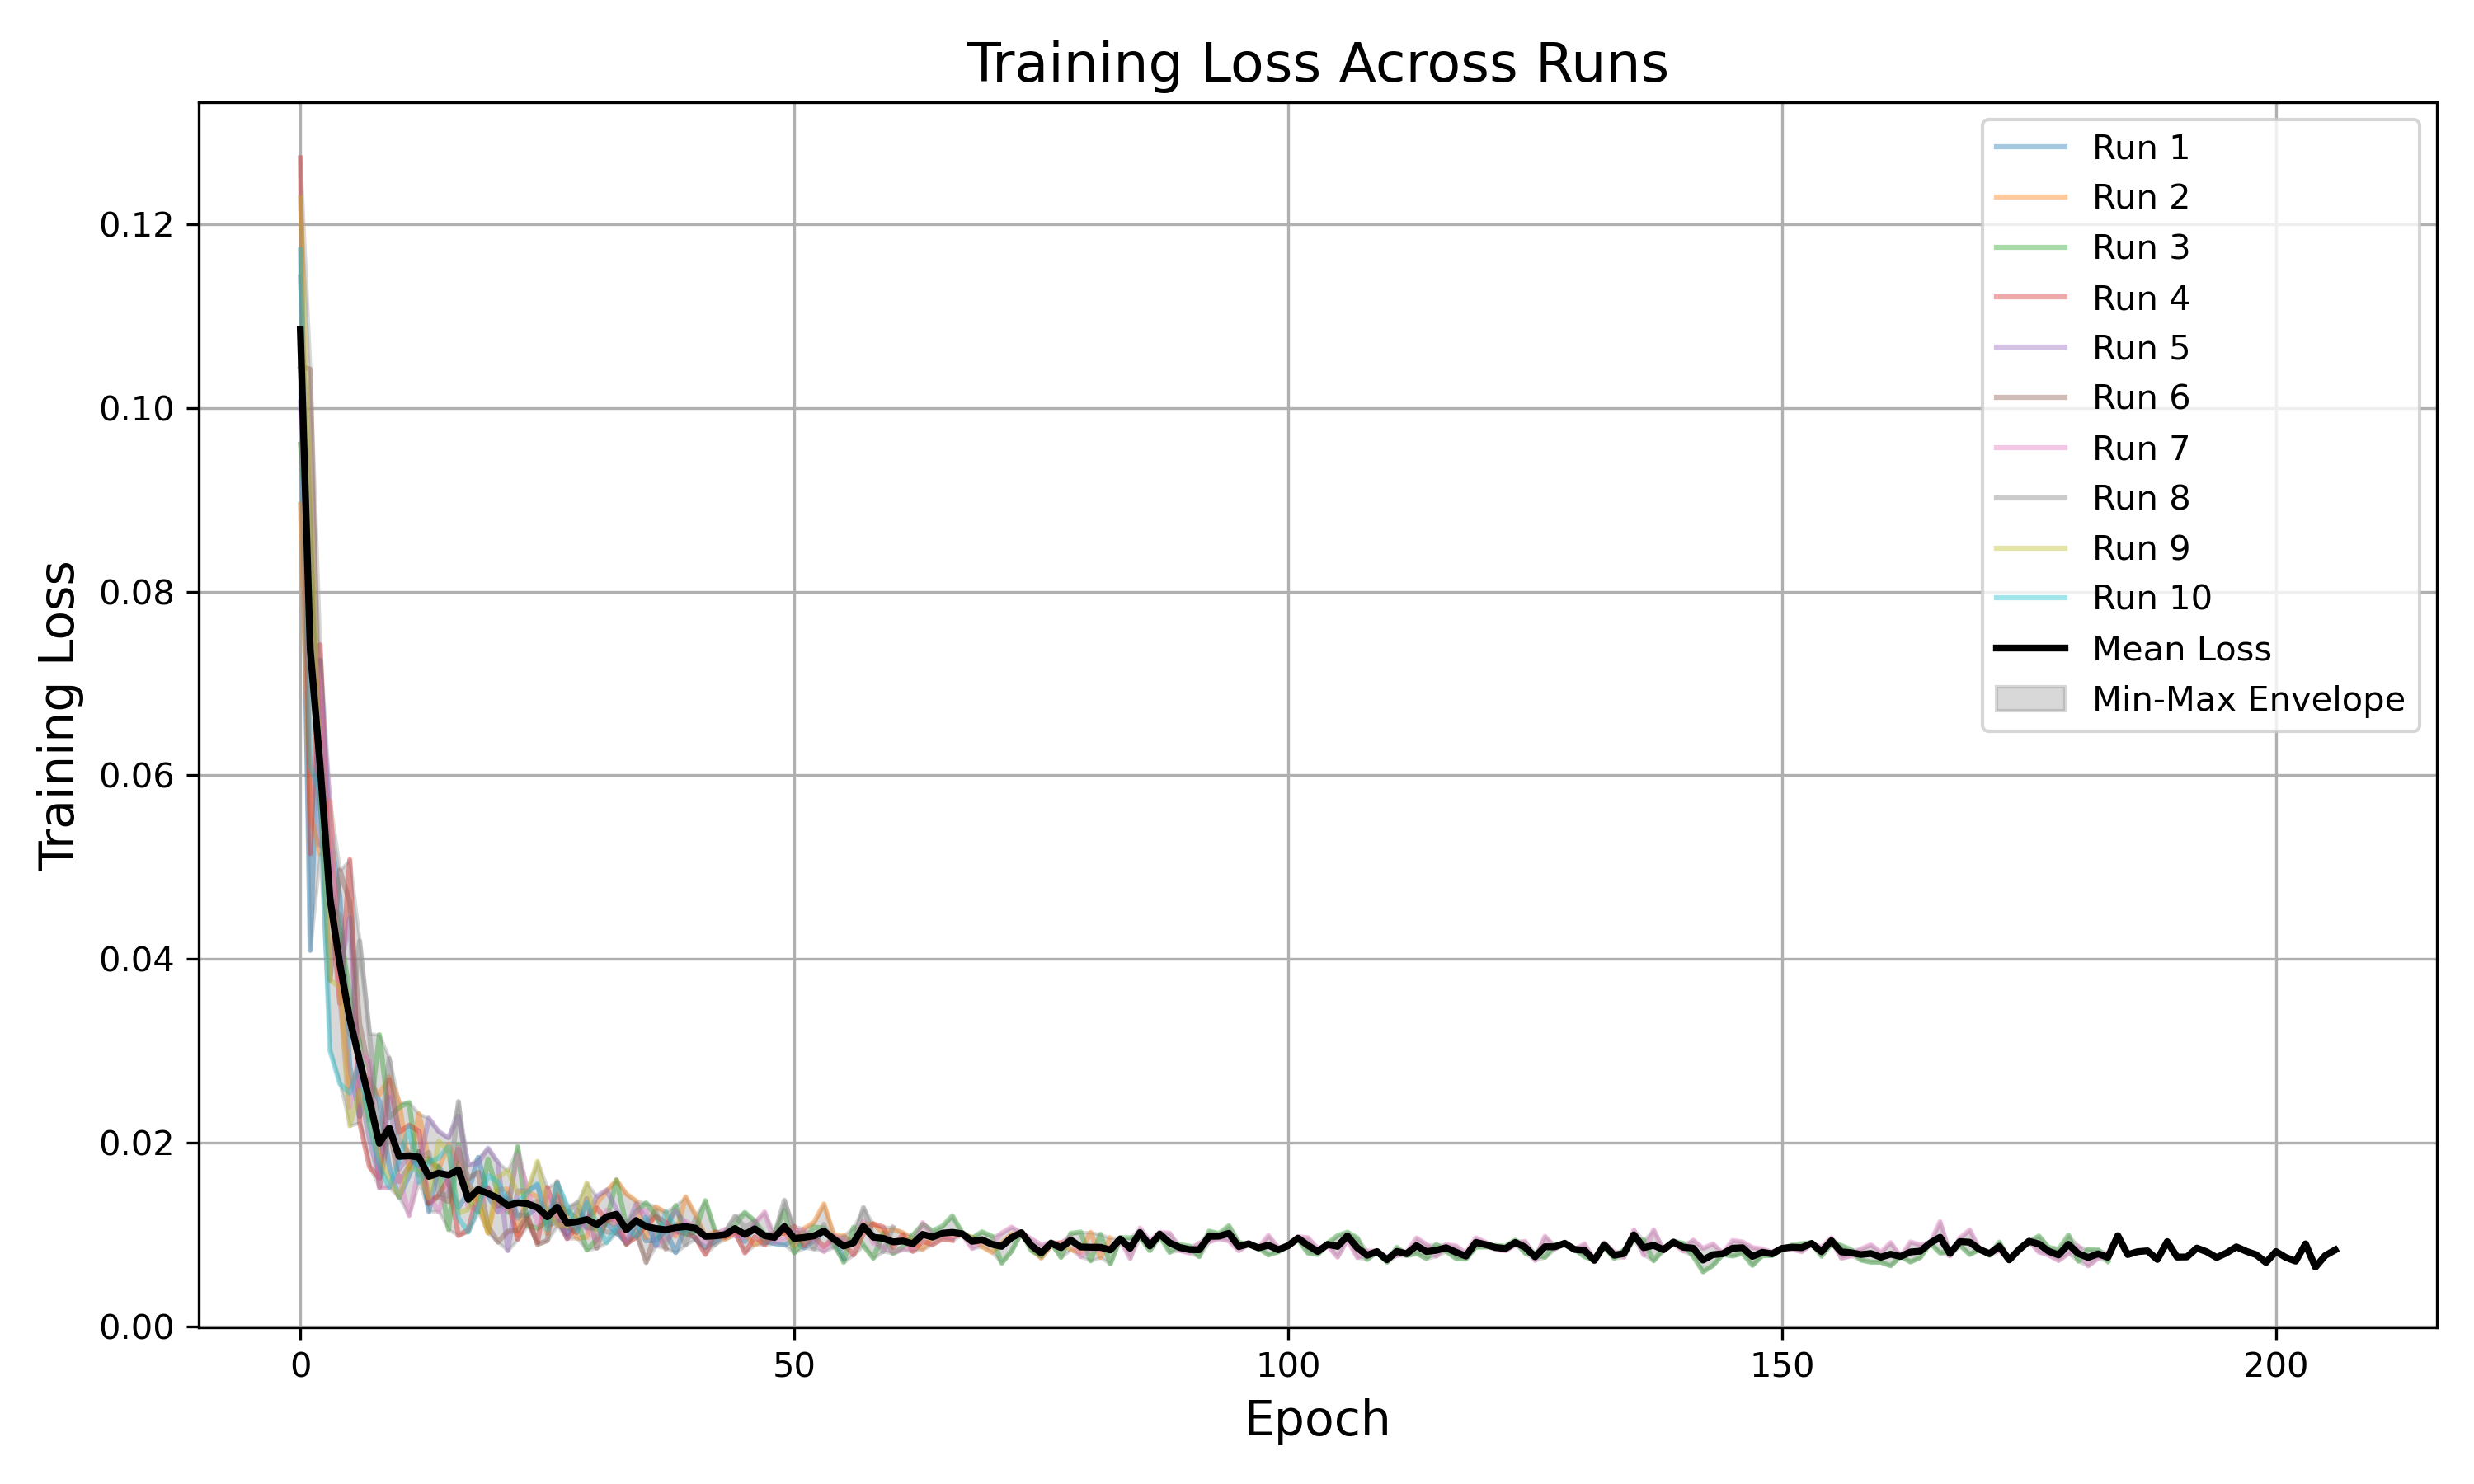 Training Loss Across Runs
Training Loss
0.12
0.10
0.08
0.06
0.04
0.02
0.00
0
50
100
150
200
Epoch
Run 1
Run 2
Run 3
Run 4
Run 5
Run 6
Run 7
Run 8
Run 9
Run 10
Mean Loss
Min-Max Envelope